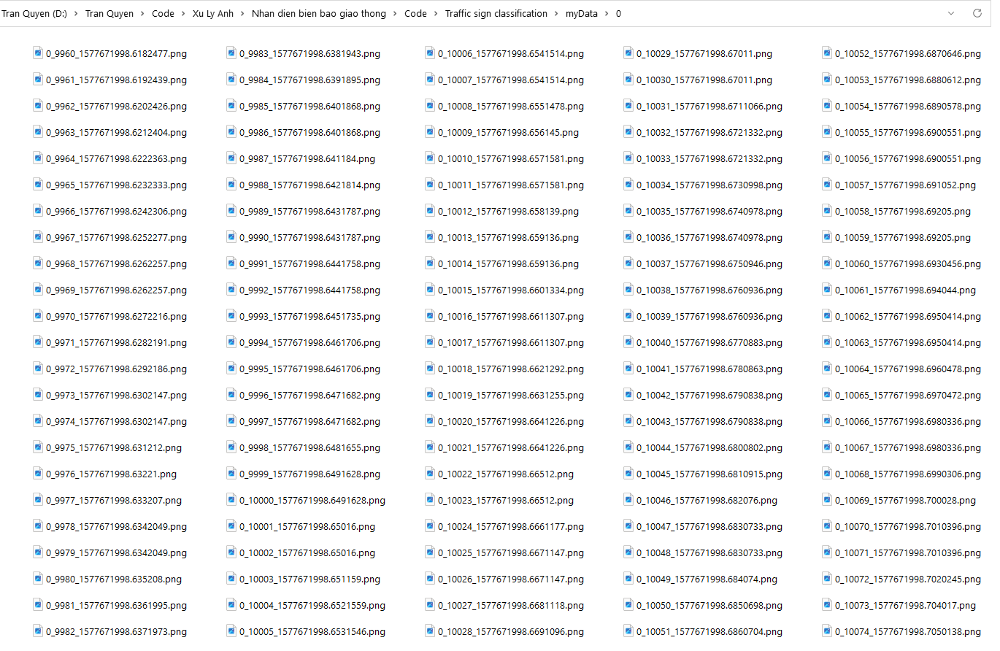 Tran Quyen (D:) › Tran Quyen › Code › Xu Ly Anh › Nhan dien bien bao giao thong › Code › Traffic sign classification › myData › 0
0_9960_1577671998.6182477.png
0_9961_1577671998.6192439.png
0_9962_1577671998.6202426.png
0_9963_1577671998.6212404.png
0_9964_1577671998.6222363.png
0_9965_1577671998.6232333.png
0_9966_1577671998.6242306.png
0_9967_1577671998.6252277.png
0_9968_1577671998.6262257.png
0_9969_1577671998.6262257.png
0_9970_1577671998.6272216.png
0_9971_1577671998.6282191.png
0_9972_1577671998.6292186.png
0_9973_1577671998.6302147.png
0_9974_1577671998.6302147.png
0_9975_1577671998.631212.png
0_9976_1577671998.63221.png
0_9977_1577671998.633207.png
0_9978_1577671998.6342049.png
0_9979_1577671998.6342049.png
0_9980_1577671998.635208.png
0_9981_1577671998.6361995.png
0_9982_1577671998.6371973.png
0_9983_1577671998.6381943.png
0_9984_1577671998.6391895.png
0_9985_1577671998.6401868.png
0_9986_1577671998.6401868.png
0_9987_1577671998.641184.png
0_9988_1577671998.6421814.png
0_9989_1577671998.6431787.png
0_9990_1577671998.6431787.png
0_9991_1577671998.6441758.png
0_9992_1577671998.6441758.png
0_9993_1577671998.6451735.png
0_9994_1577671998.6461706.png
0_9995_1577671998.6461706.png
0_9996_1577671998.6471682.png
0_9997_1577671998.6471682.png
0_9998_1577671998.6481655.png
0_9999_1577671998.6491628.png
0_10000_1577671998.6491628.png
0_10001_1577671998.65016.png
0_10002_1577671998.65016.png
0_10003_1577671998.651159.png
0_10004_1577671998.6521559.png
0_10005_1577671998.6531546.png
0_10006_1577671998.6541514.png
0_10007_1577671998.6541514.png
0_10008_1577671998.6551478.png
0_10009_1577671998.656145.png
0_10010_1577671998.6571581.png
0_10011_1577671998.6571581.png
0_10012_1577671998.658139.png
0_10013_1577671998.659136.png
0_10014_1577671998.659136.png
0_10015_1577671998.6601334.png
0_10016_1577671998.6611307.png
0_10017_1577671998.6611307.png
0_10018_1577671998.6621292.png
0_10019_1577671998.6631255.png
0_10020_1577671998.6641226.png
0_10021_1577671998.6641226.png
0_10022_1577671998.66512.png
0_10023_1577671998.66512.png
0_10024_1577671998.6661177.png
0_10025_1577671998.6671147.png
0_10026_1577671998.6671147.png
0_10027_1577671998.6681118.png
0_10028_1577671998.6691096.png
0_10029_1577671998.67011.png
0_10030_1577671998.67011.png
0_10031_1577671998.6711066.png
0_10032_1577671998.6721332.png
0_10033_1577671998.6721332.png
0_10034_1577671998.6730998.png
0_10035_1577671998.6740978.png
0_10036_1577671998.6740978.png
0_10037_1577671998.6750946.png
0_10038_1577671998.6760936.png
0_10039_1577671998.6760936.png
0_10040_1577671998.6770883.png
0_10041_1577671998.6780863.png
0_10042_1577671998.6790838.png
0_10043_1577671998.6790838.png
0_10044_1577671998.6800802.png
0_10045_1577671998.6810915.png
0_10046_1577671998.682076.png
0_10047_1577671998.6830733.png
0_10048_1577671998.6830733.png
0_10049_1577671998.684074.png
0_10050_1577671998.6850698.png
0_10051_1577671998.6860704.png
0_10052_1577671998.6870646.png
0_10053_1577671998.6880612.png
0_10054_1577671998.6890578.png
0_10055_1577671998.6900551.png
0_10056_1577671998.6900551.png
0_10057_1577671998.691052.png
0_10058_1577671998.69205.png
0_10059_1577671998.69205.png
0_10060_1577671998.6930456.png
0_10061_1577671998.694044.png
0_10062_1577671998.6950414.png
0_10063_1577671998.6950414.png
0_10064_1577671998.6960478.png
0_10065_1577671998.6970472.png
0_10066_1577671998.6980336.png
0_10067_1577671998.6980336.png
0_10068_1577671998.6990306.png
0_10069_1577671998.700028.png
0_10070_1577671998.7010396.png
0_10071_1577671998.7010396.png
0_10072_1577671998.7020245.png
0_10073_1577671998.704017.png
0_10074_1577671998.7050138.png